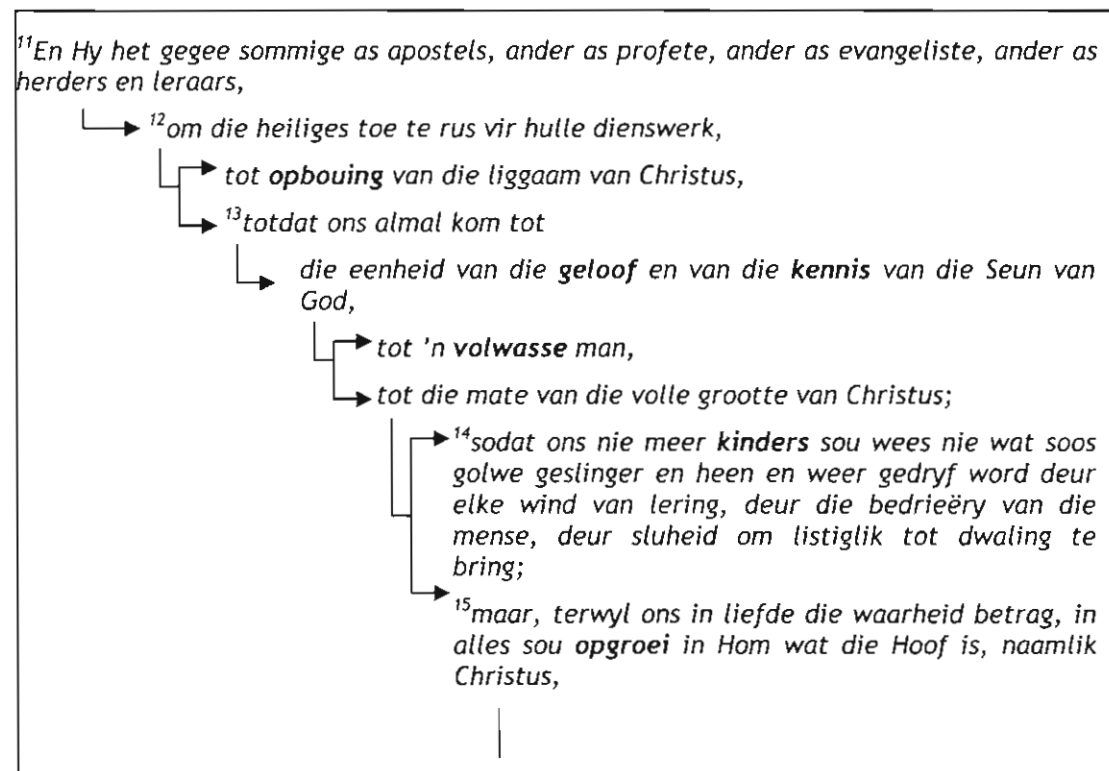 ¹¹En Hy het gegee sommige as apostels, ander as profete, ander as evangeliste, ander as
herders en leraars,
¹²om die heiliges toe te rus vir hulle dienswerk,
tot opbouing van die liggaam van Christus,
¹³totdat ons almal kom tot
die eenheid van die geloof en van die kennis van die Seun van
God,
tot 'n volwasse man,
tot die mate van die volle grootte van Christus;
¹⁴sodat ons nie meer kinders sou wees nie wat soos
golwe geslinger en heen en weer gedryf word deur
elke wind van lering, deur die bedrieëry van die
mense, deur sluheid om listiglik tot dwaling te
bring;
¹⁵maar, terwyl ons in liefde die waarheid betrag, in
alles sou opgroei in Hom wat die Hoof is, naamlik
Christus,